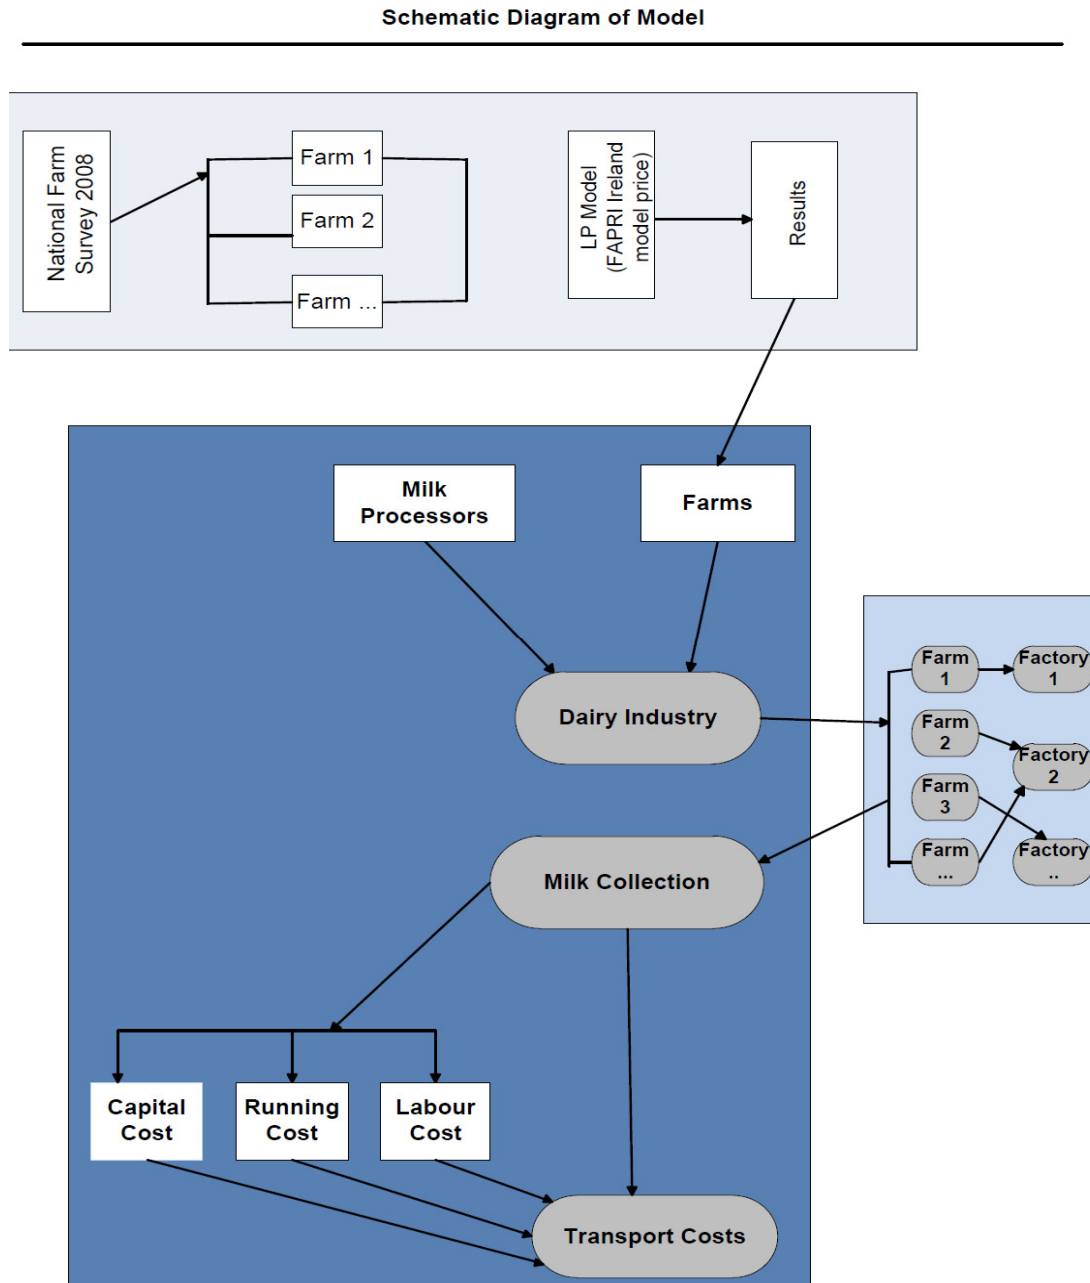 Schematic Diagram of Model
National Farm
Survey 2008
Farm 1
Farm 2
Farm ...
LP Model
(FAPRI Ireland
model price)
Results
Milk
Processors
Farms
Dairy Industry
Farm
1
Factory
1
Farm
2
Factory
2
Farm
3
Farm
...
Factory
..
Milk Collection
Capital
Cost
Running
Cost
Labour
Cost
Transport Costs